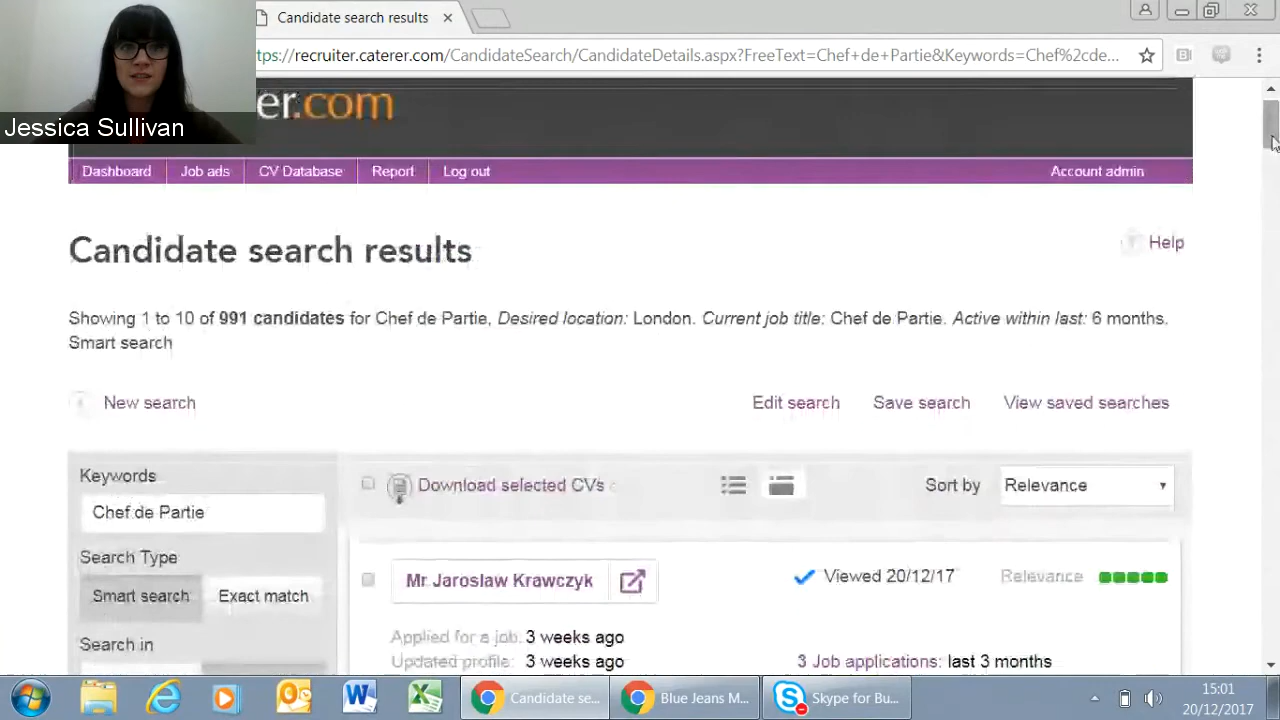 Candidate search results
ttps://recruiter.caterer.com/CandidateSearch/CandidateDetails.aspx?FreeText=Chef+de+Partie&Keywords=Chef%2cde...
Jessica Sullivan
er.com
Dashboard
Job ads
CV Database
Report
Log out
Account admin
Candidate search results
Help
Showing 1 to 10 of 991 candidates for Chef de Partie, Desired location: London. Current job title: Chef de Partie. Active within last: 6 months.
Smart search
New search
Edit search
Save search
View saved searches
Keywords
Download selected CVs
Sort by
Relevance
Chef de Partie
Search Type
Smart search
Exact match
Mr Jaroslaw Krawczyk
Viewed 20/12/17
Relevance
Search in
Applied for a job: 3 weeks ago
Updated profile: 3 weeks ago
3 Job applications: last 3 months
Candidate se...
Blue Jeans M...
Skype for Bu...
15:01
20/12/2017